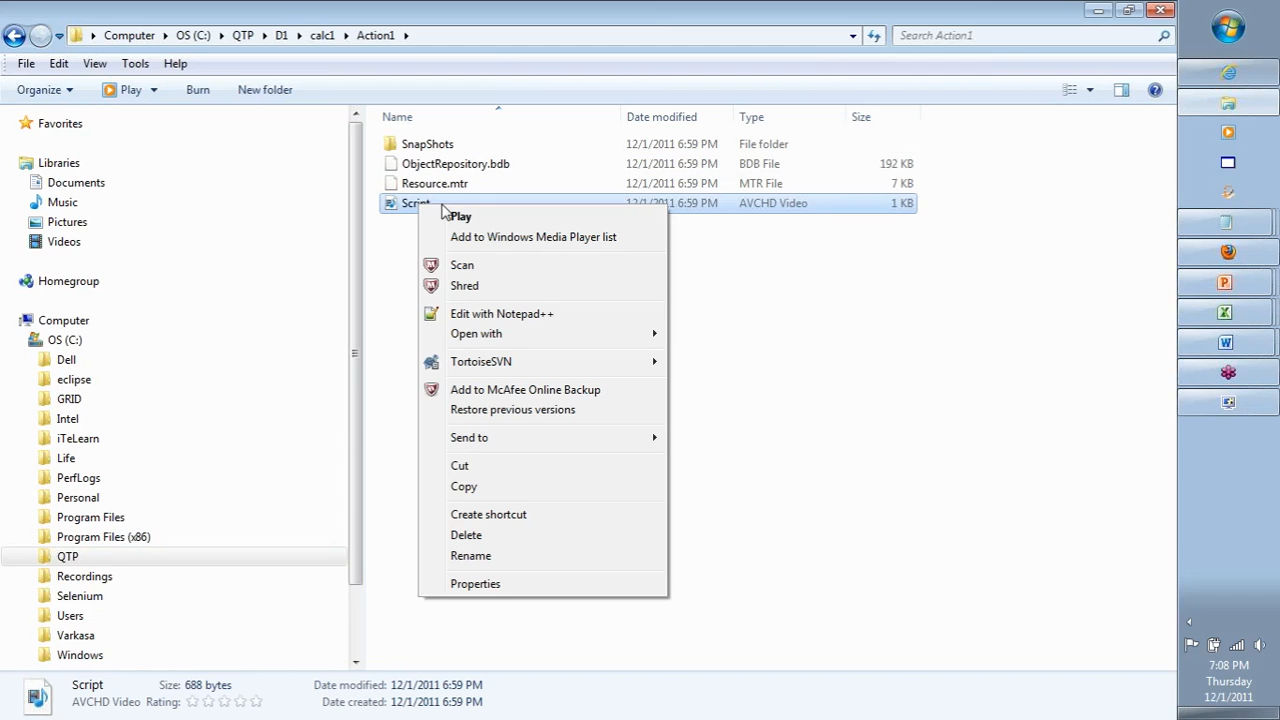 Computer OS (C:) QTP D1 calc1 Action1 Search Action1
File Edit View Tools Help
Organize Play Burn New folder
Favorites
Libraries
Documents
Music
Pictures
Videos
Homegroup
Computer
OS (C:)
Dell
eclipse
GRID
Intel
iTeLearn
Life
PerfLogs
Personal
Program Files
Program Files (x86)
QTP
Recordings
Selenium
Users
Varkasa
Windows
Name Date modified Type Size
SnapShots 12/1/2011 6:59 PM File folder
ObjectRepository.bdb 12/1/2011 6:59 PM BDB File 192 KB
Resource.mtr 12/1/2011 6:59 PM MTR File 7 KB
Script 12/1/2011 6:59 PM AVCHD Video 1 KB
Play
Add to Windows Media Player list
Scan
Shred
Edit with Notepad++
Open with
TortoiseSVN
Add to McAfee Online Backup
Restore previous versions
Send to
Cut
Copy
Create shortcut
Delete
Rename
Properties
Script Size: 688 bytes Date modified: 12/1/2011 6:59 PM
AVCHD Video Rating: Date created: 12/1/2011 6:59 PM
7:08 PM
Thursday
12/1/2011